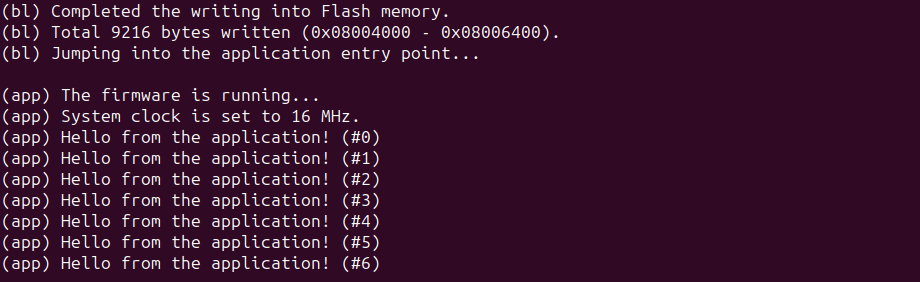 (bl) Completed the writing into Flash memory.
(bl) Total 9216 bytes written (0x08004000 - 0x08006400).
(bl) Jumping into the application entry point...
(app) The firmware is running...
(app) System clock is set to 16 MHz.
(app) Hello from the application! (#0)
(app) Hello from the application! (#1)
(app) Hello from the application! (#2)
(app) Hello from the application! (#3)
(app) Hello from the application! (#4)
(app) Hello from the application! (#5)
(app) Hello from the application! (#6)